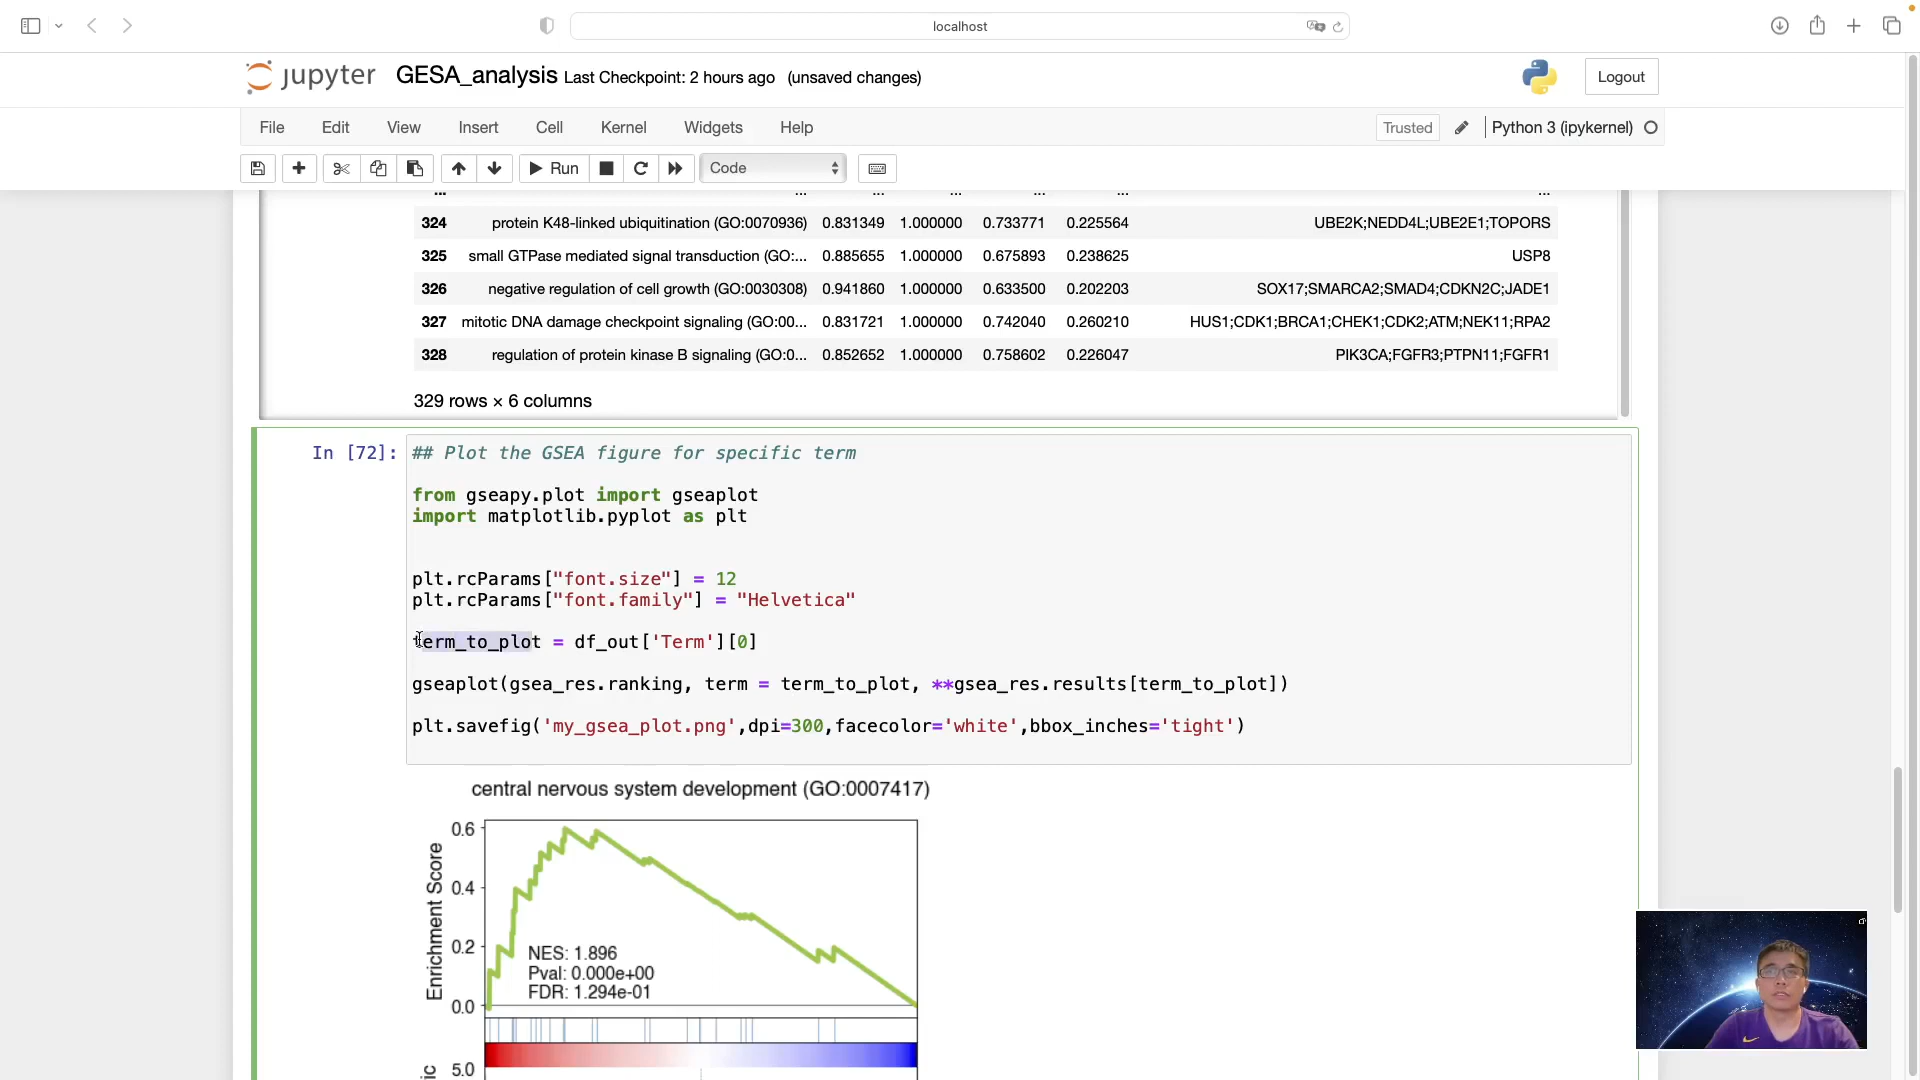 localhost
jupyter GESA_analysis Last Checkpoint: 2 hours ago (unsaved changes)
Logout
File Edit View Insert Cell Kernel Widgets Help
Trusted Python 3 (ipykernel)
Run Code
... ... ... ... ... ...
324 protein K48-linked ubiquitination (GO:0070936) 0.831349 1.000000 0.733771 0.225564 UBE2K;NEDD4L;UBE2E1;TOPORS
325 small GTPase mediated signal transduction (GO:... 0.885655 1.000000 0.675893 0.238625 USP8
326 negative regulation of cell growth (GO:0030308) 0.941860 1.000000 0.633500 0.202203 SOX17;SMARCA2;SMAD4;CDKN2C;JADE1
327 mitotic DNA damage checkpoint signaling (GO:00... 0.831721 1.000000 0.742040 0.260210 HUS1;CDK1;BRCA1;CHEK1;CDK2;ATM;NEK11;RPA2
328 regulation of protein kinase B signaling (GO:0... 0.852652 1.000000 0.758602 0.226047 PIK3CA;FGFR3;PTPN11;FGFR1
329 rows × 6 columns
In [72]: ## Plot the GSEA figure for specific term
from gseapy.plot import gseaplot
import matplotlib.pyplot as plt
plt.rcParams["font.size"] = 12
plt.rcParams["font.family"] = "Helvetica"
term_to_plot = df_out['Term'][0]
gseaplot(gsea_res.ranking, term = term_to_plot, **gsea_res.results[term_to_plot])
plt.savefig('my_gsea_plot.png',dpi=300,facecolor='white',bbox_inches='tight')
central nervous system development (GO:0007417)
Enrichment Score
0.6
0.4
0.2
0.0
NES: 1.896
Pval: 0.000e+00
FDR: 1.294e-01
5.0